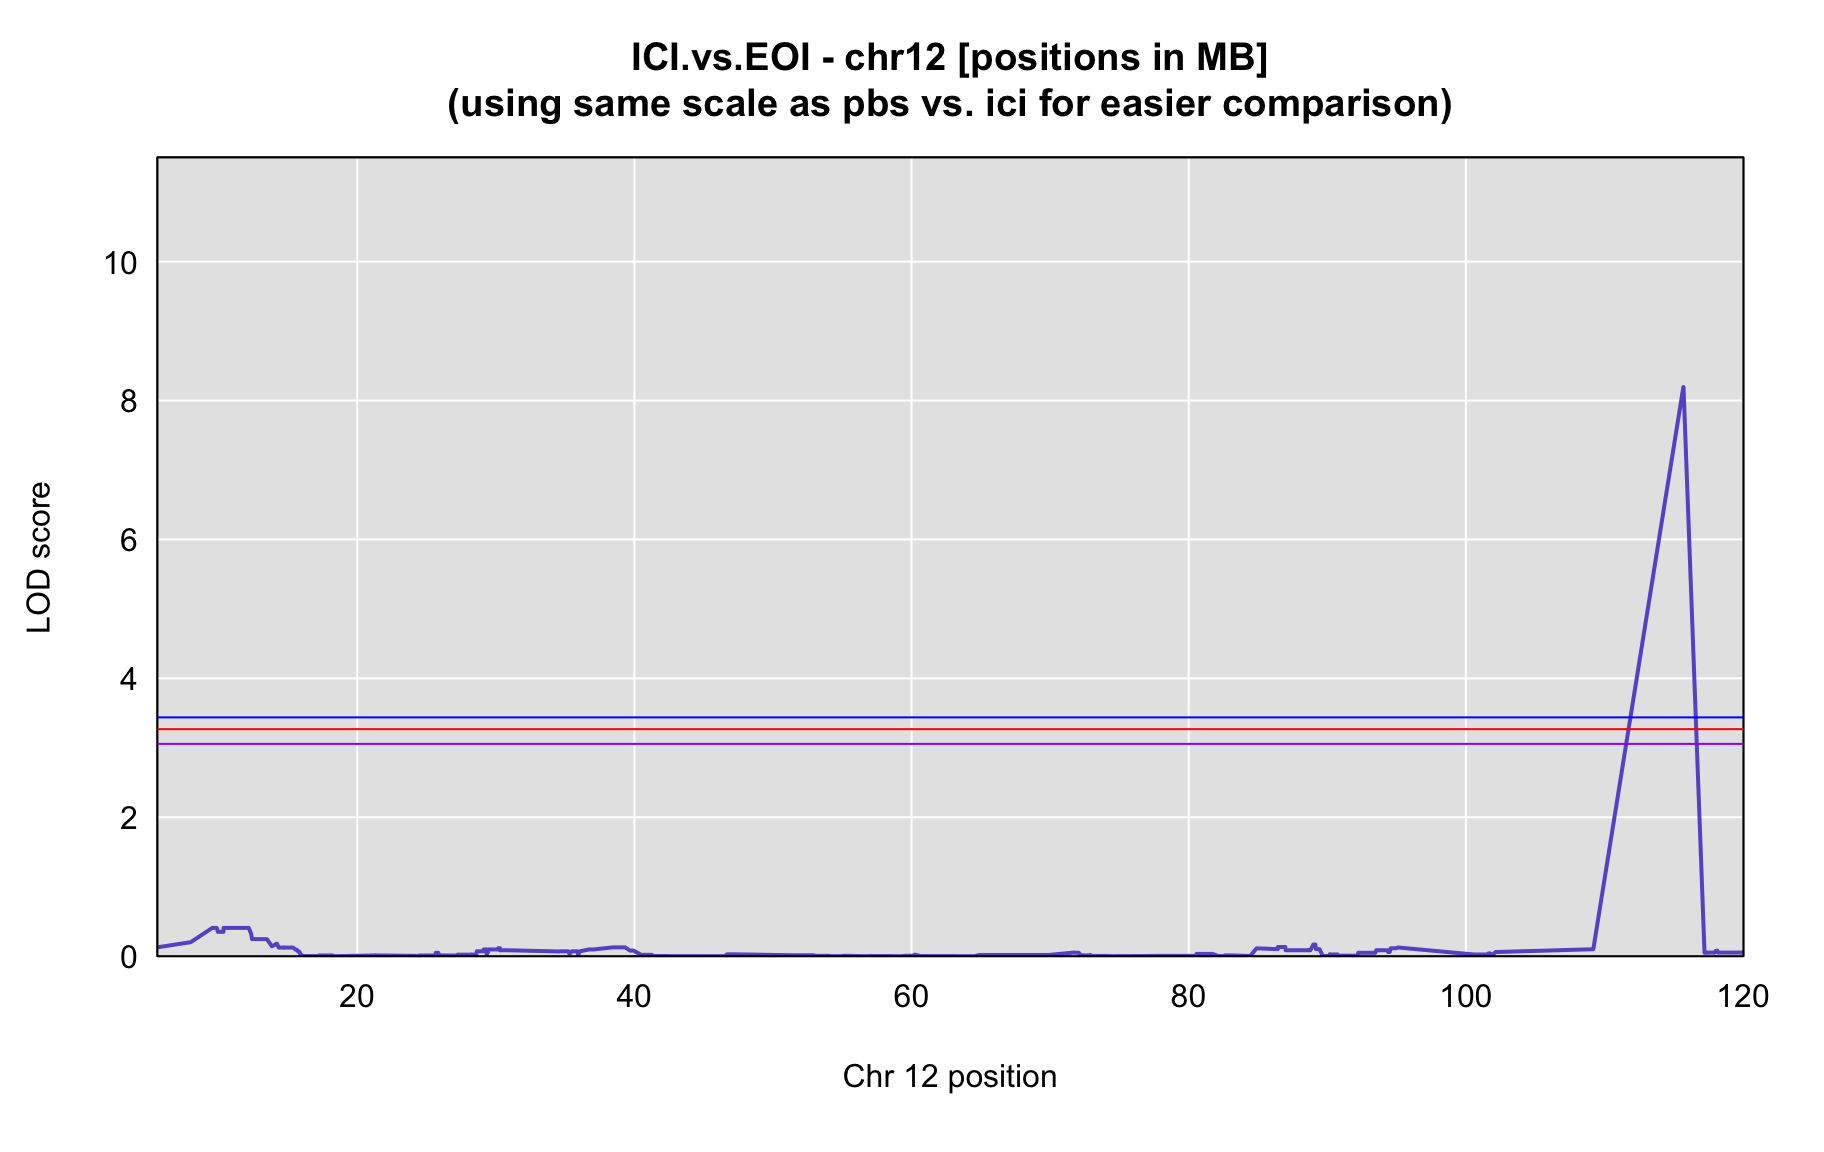 ICI.vs.EOI - chr12 [positions in MB]
(using same scale as pbs vs. ici for easier comparison)
10
8
6
4
2
0
LOD score
20 40 60 80 100 120
Chr 12 position